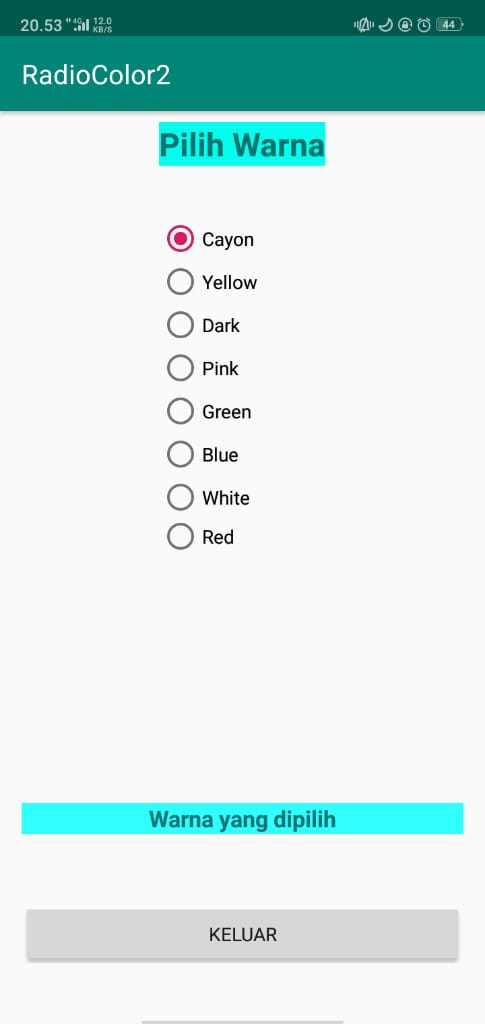 20.53 4G 12.0 KB/S 44
RadioColor2
Pilih Warna
Cayon
Yellow
Dark
Pink
Green
Blue
White
Red
Warna yang dipilih
KELUAR